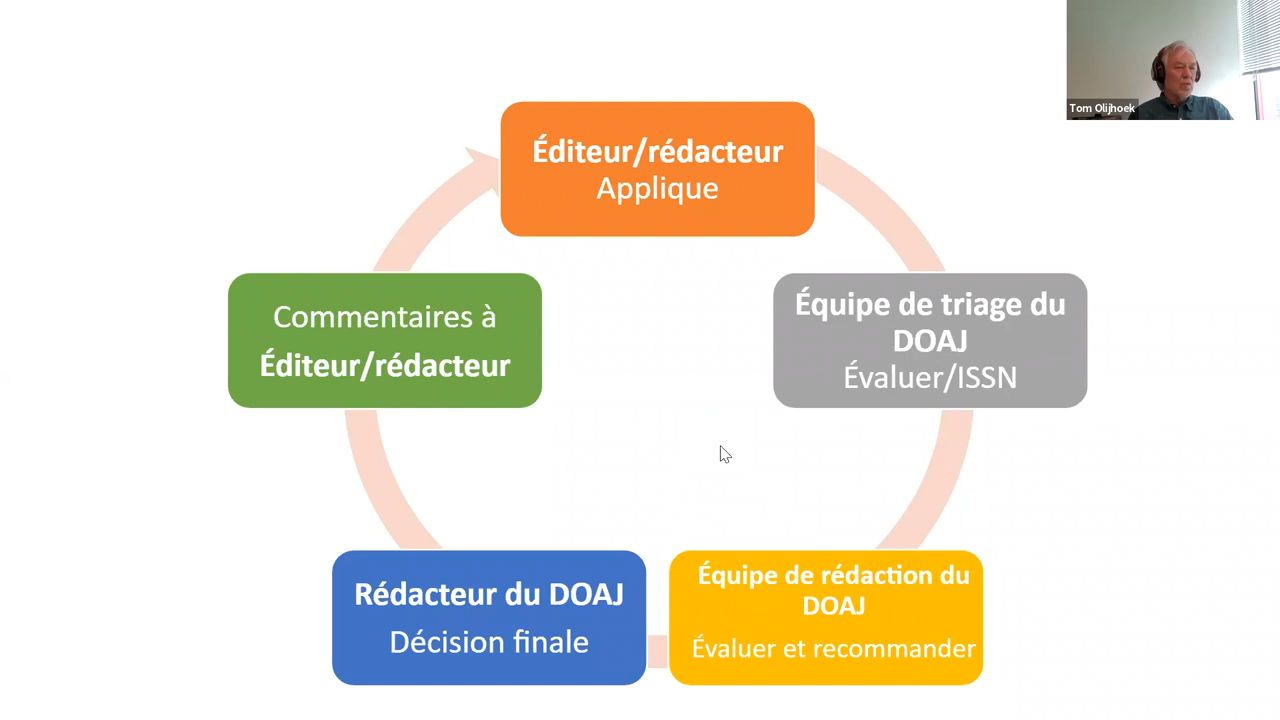 Tom Olijhoek
Éditeur/rédacteur
Applique
Équipe de triage du
DOAJ
Évaluer/ISSN
Équipe de rédaction du
DOAJ
Évaluer et recommander
Rédacteur du DOAJ
Décision finale
Commentaires à
Éditeur/rédacteur